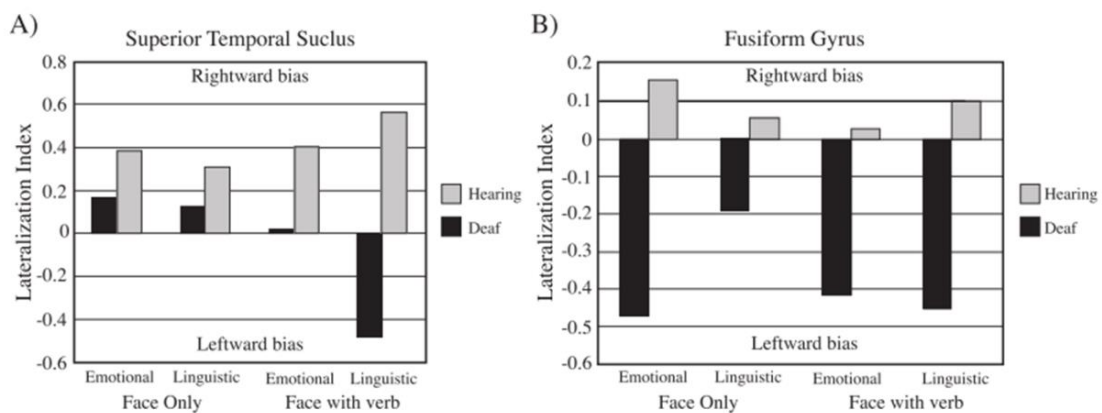 A)
Superior Temporal Suclus
0.8
Rightward bias
0.6
0.4
0.2
0
-0.2
-0.4
Leftward bias
-0.6
Lateralization Index
Emotional Linguistic Emotional Linguistic
Face Only Face with verb
Hearing
Deaf
B)
Fusiform Gyrus
0.2
Rightward bias
0.1
0
-0.1
-0.2
-0.3
-0.4
-0.5
Leftward bias
-0.6
Lateralization Index
Emotional Linguistic Emotional Linguistic
Face Only Face with verb
Hearing
Deaf